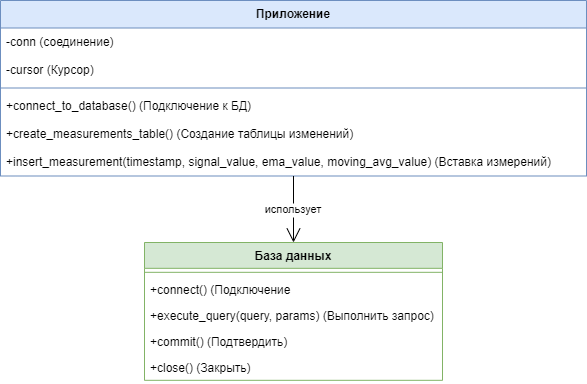 Приложение
-conn (соединение)
-cursor (Курсор)
+connect_to_database() (Подключение к БД)
+create_measurements_table() (Создание таблицы изменений)
+insert_measurement(timestamp, signal_value, ema_value, moving_avg_value) (Вставка измерений)
использует
База данных
+connect() (Подключение
+execute_query(query, params) (Выполнить запрос)
+commit() (Подтвердить)
+close() (Закрыть)